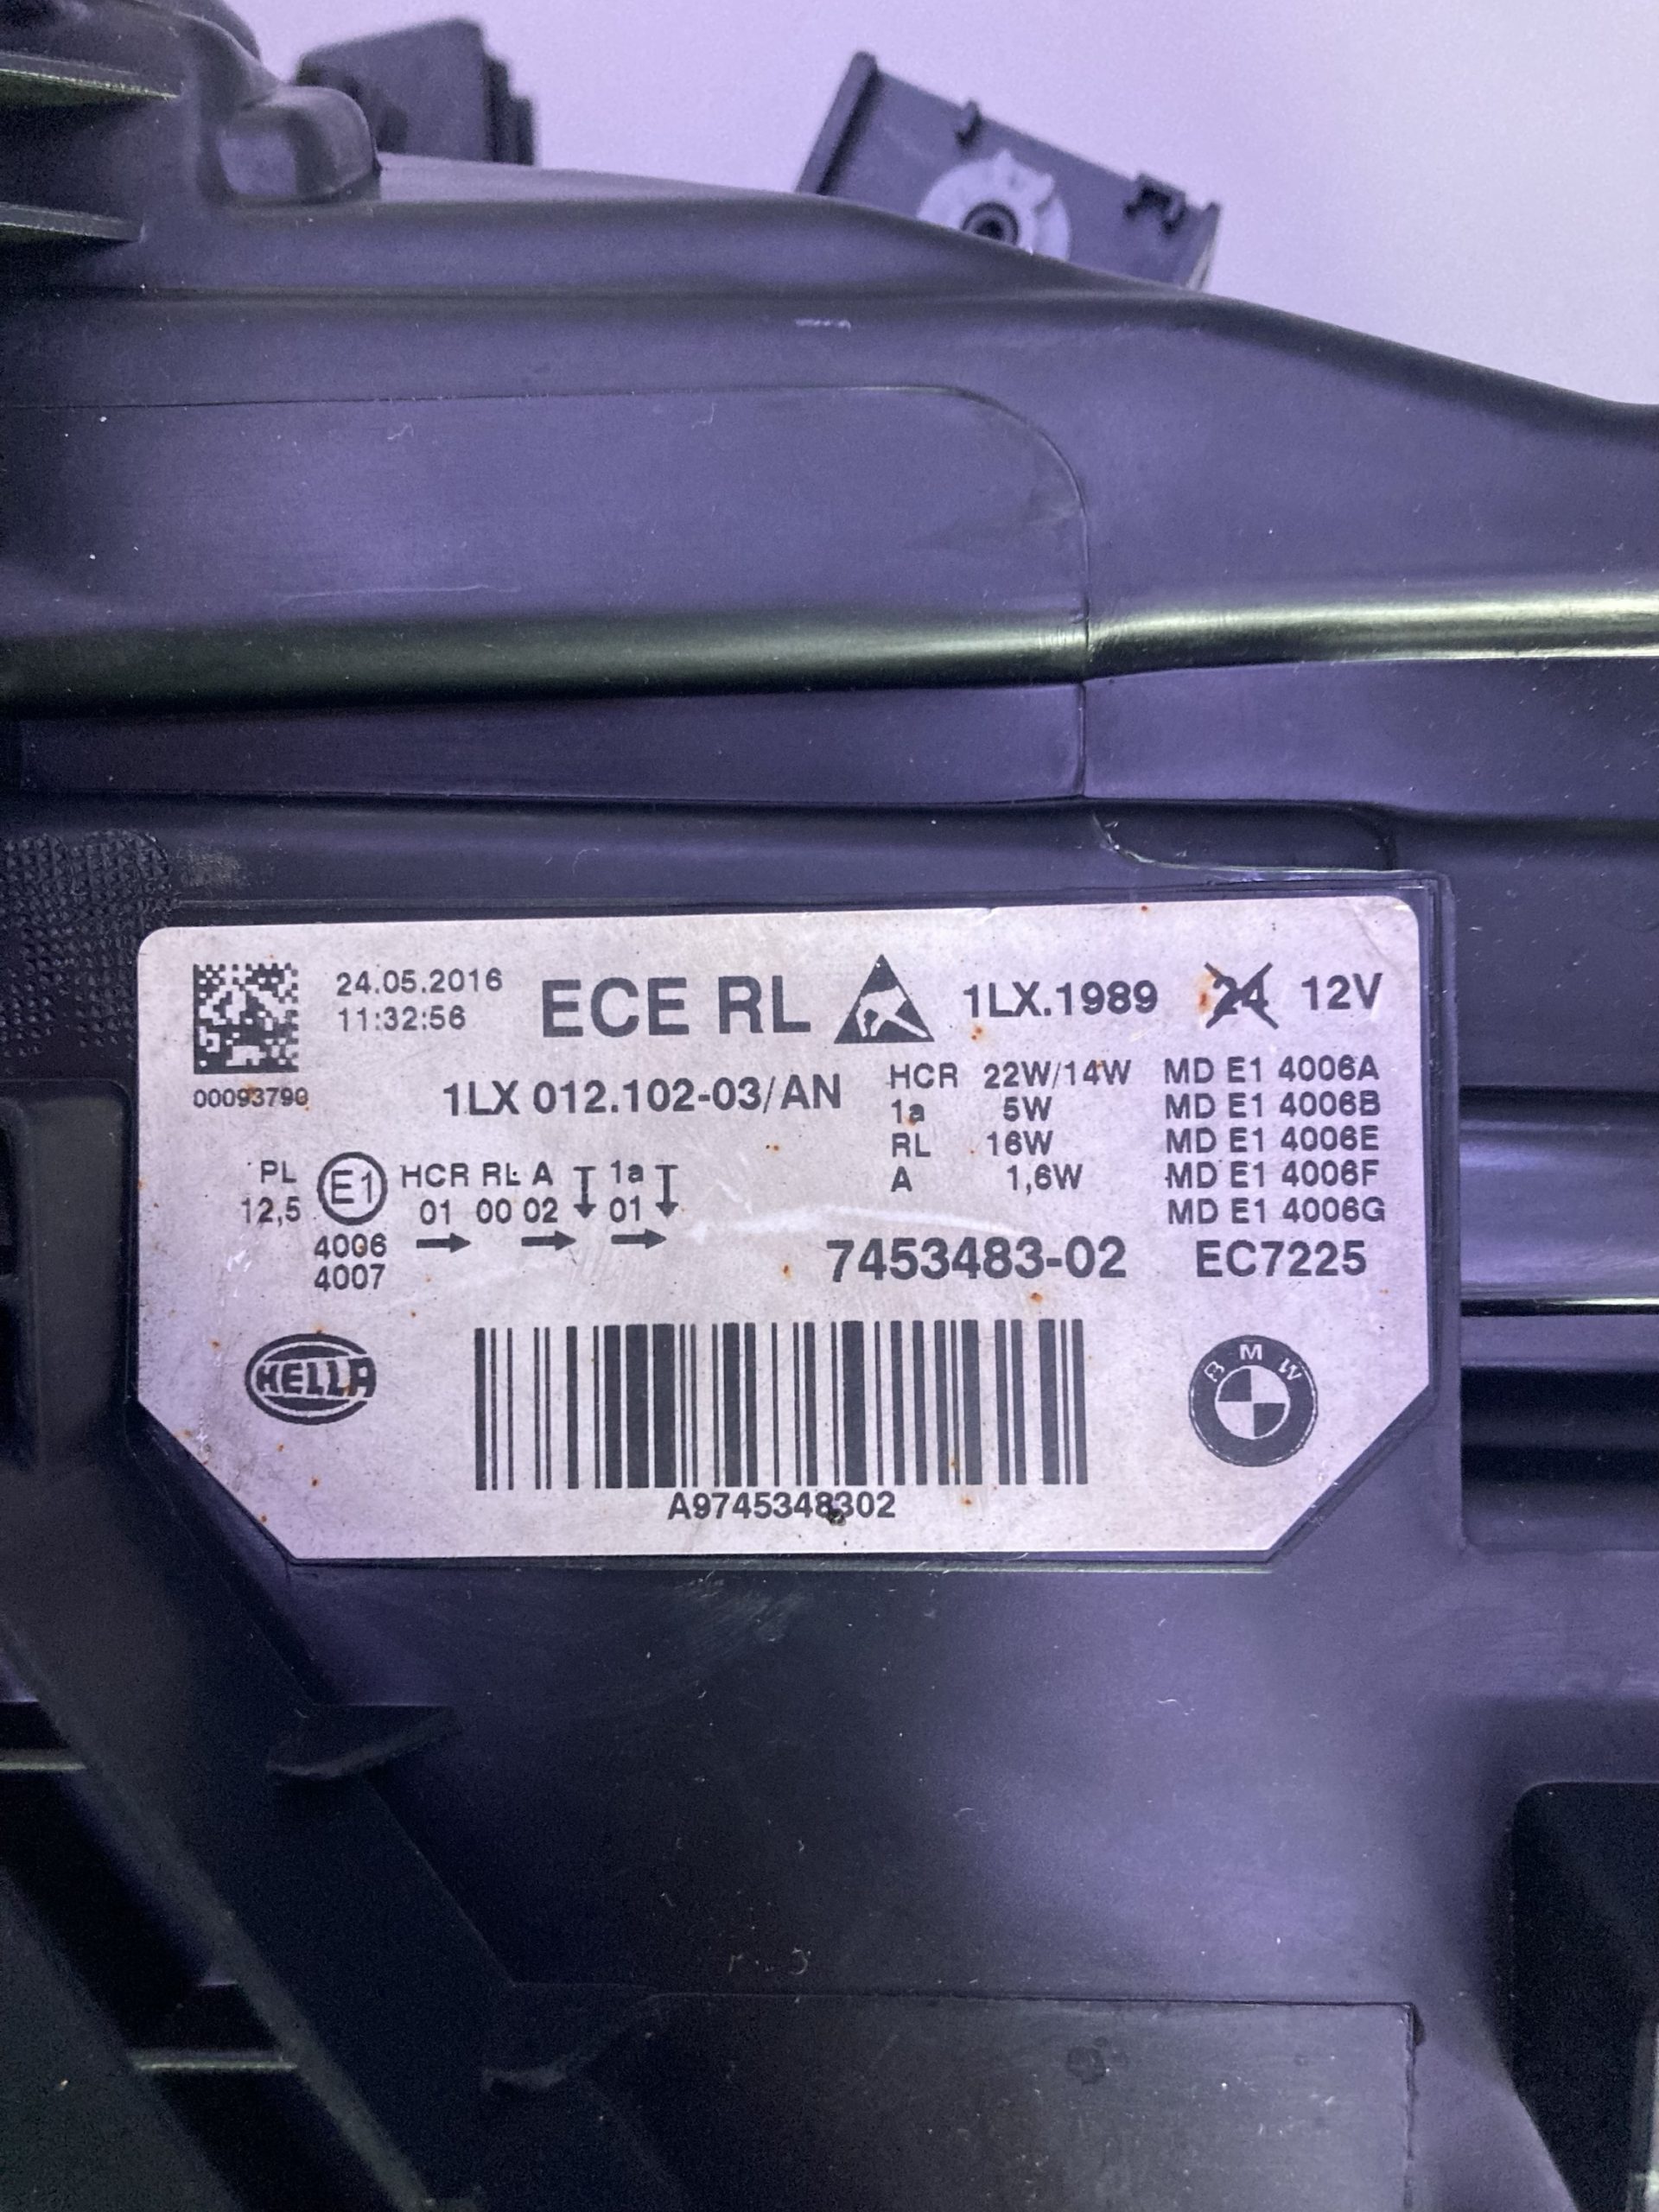 24.05.2016 ECE RL 1LX.1989 24 12V
11:32:56
00093790 1LX 012.102-03/AN
HCR 22W/14W MD E1 4006A
1a 5W MD E1 4006B
RL 16W MD E1 4006E
A 1,6W MD E1 4006F
MD E1 4006G
PL E1 HCR RL A 1a
12,5 01 00 02 01
4006
4007
7453483-02 EC7225
HELLA
BMW
A9745348302